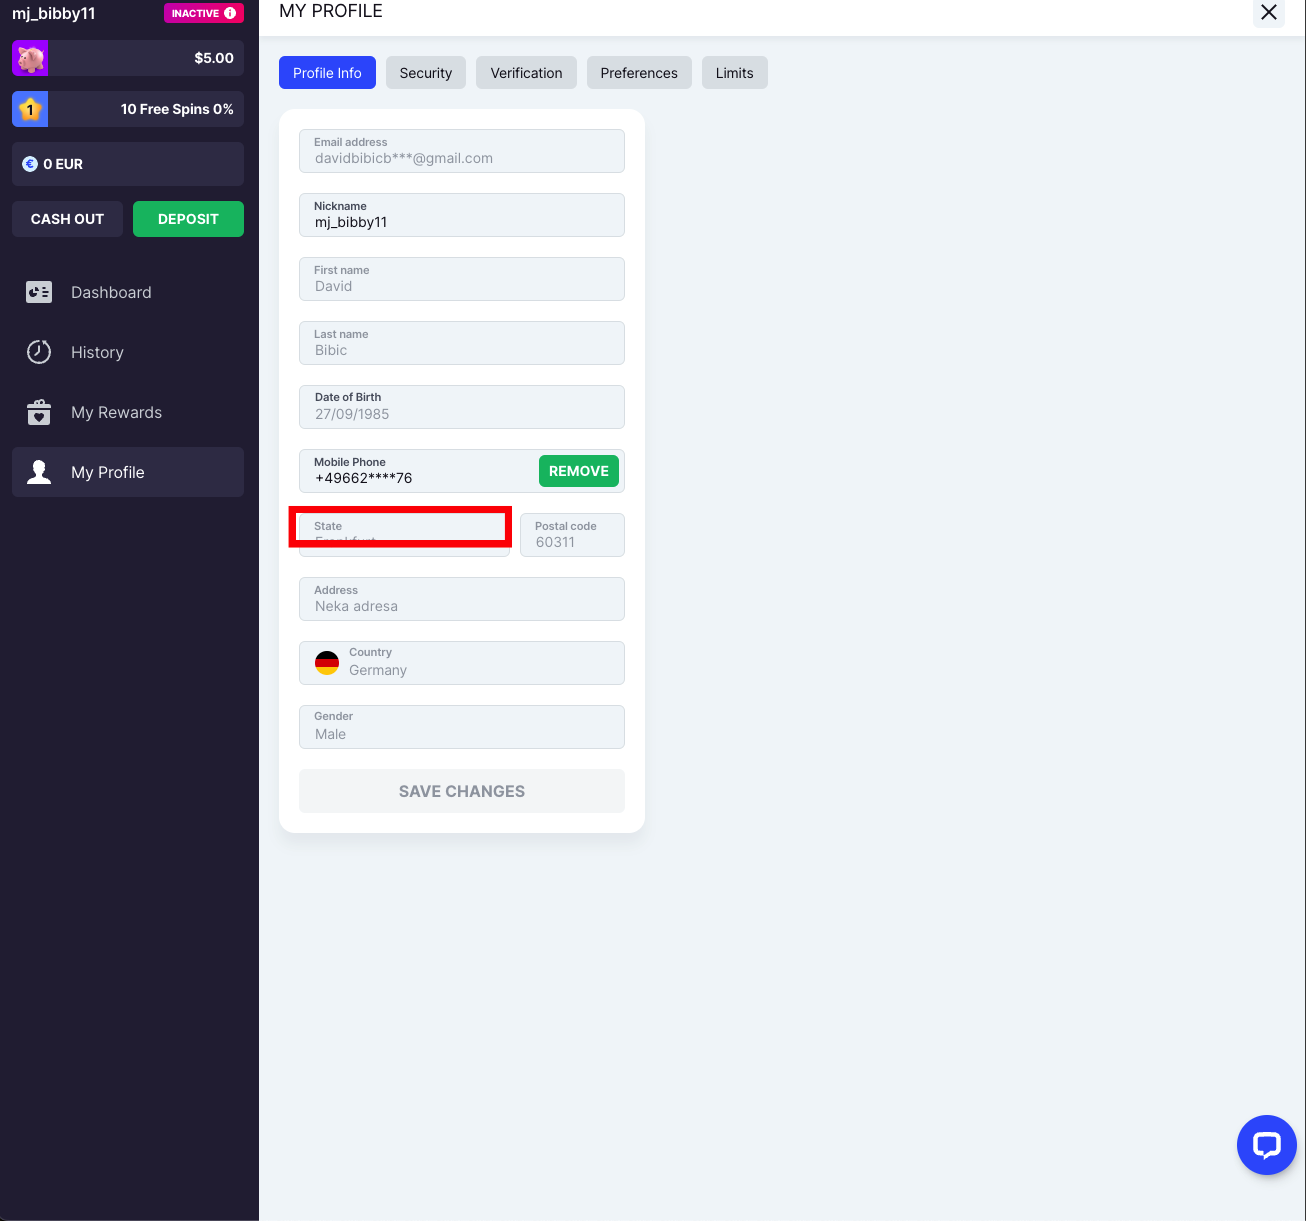 mj_bibby11
INACTIVE
$5.00
1
10 Free Spins 0%
€ 0 EUR
CASH OUT
DEPOSIT
Dashboard
History
My Rewards
My Profile
MY PROFILE
Profile Info
Security
Verification
Preferences
Limits
Email address
davidbibicb***@gmail.com
Nickname
mj_bibby11
First name
David
Last name
Bibic
Date of Birth
27/09/1985
Mobile Phone
+49662****76
REMOVE
State
Postal code
60311
Address
Neka adresa
Country
Germany
Gender
Male
SAVE CHANGES